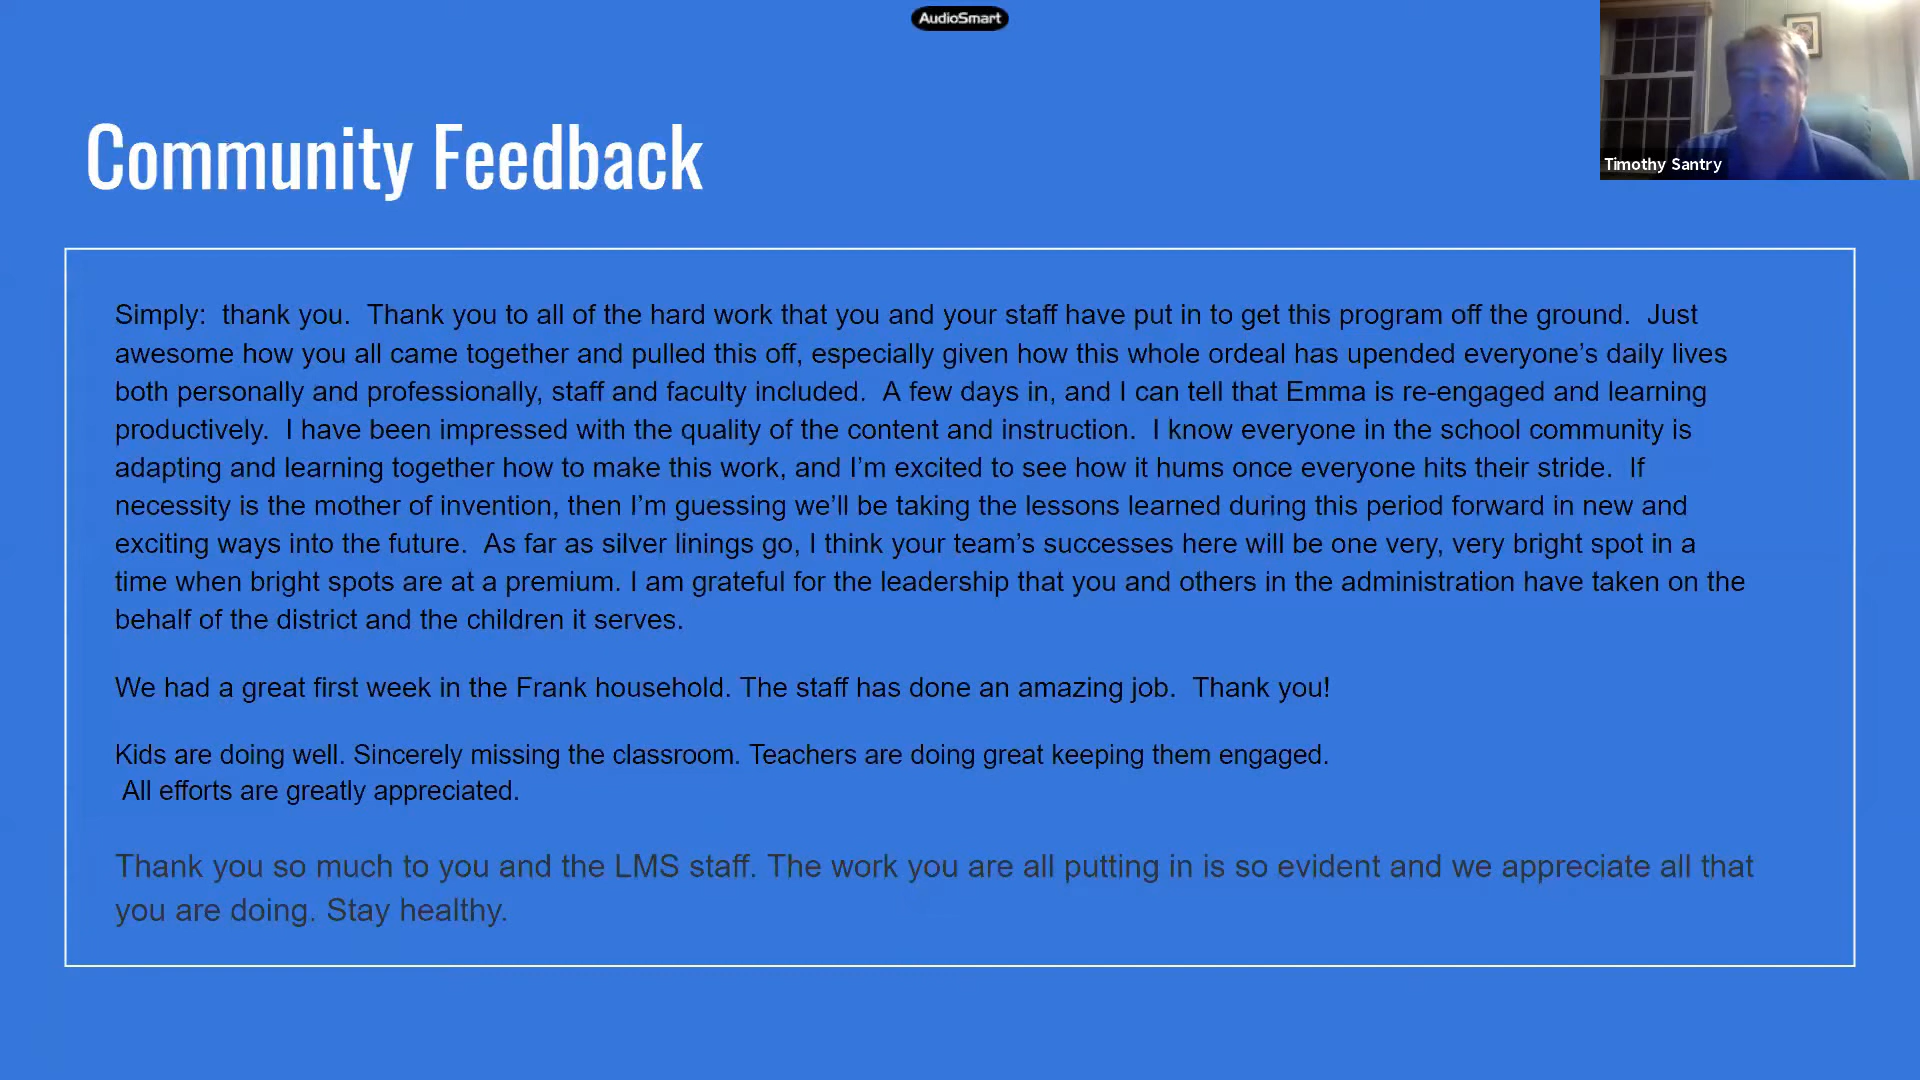 AudioSmart
Timothy Santry
Community Feedback
Simply:  thank you.  Thank you to all of the hard work that you and your staff have put in to get this program off the ground.  Just
awesome how you all came together and pulled this off, especially given how this whole ordeal has upended everyone’s daily lives
both personally and professionally, staff and faculty included.  A few days in, and I can tell that Emma is re-engaged and learning
productively.  I have been impressed with the quality of the content and instruction.  I know everyone in the school community is
adapting and learning together how to make this work, and I’m excited to see how it hums once everyone hits their stride.  If
necessity is the mother of invention, then I’m guessing we’ll be taking the lessons learned during this period forward in new and
exciting ways into the future.  As far as silver linings go, I think your team’s successes here will be one very, very bright spot in a
time when bright spots are at a premium. I am grateful for the leadership that you and others in the administration have taken on the
behalf of the district and the children it serves.
We had a great first week in the Frank household. The staff has done an amazing job.  Thank you!
Kids are doing well. Sincerely missing the classroom. Teachers are doing great keeping them engaged.
All efforts are greatly appreciated.
Thank you so much to you and the LMS staff. The work you are all putting in is so evident and we appreciate all that
you are doing. Stay healthy.